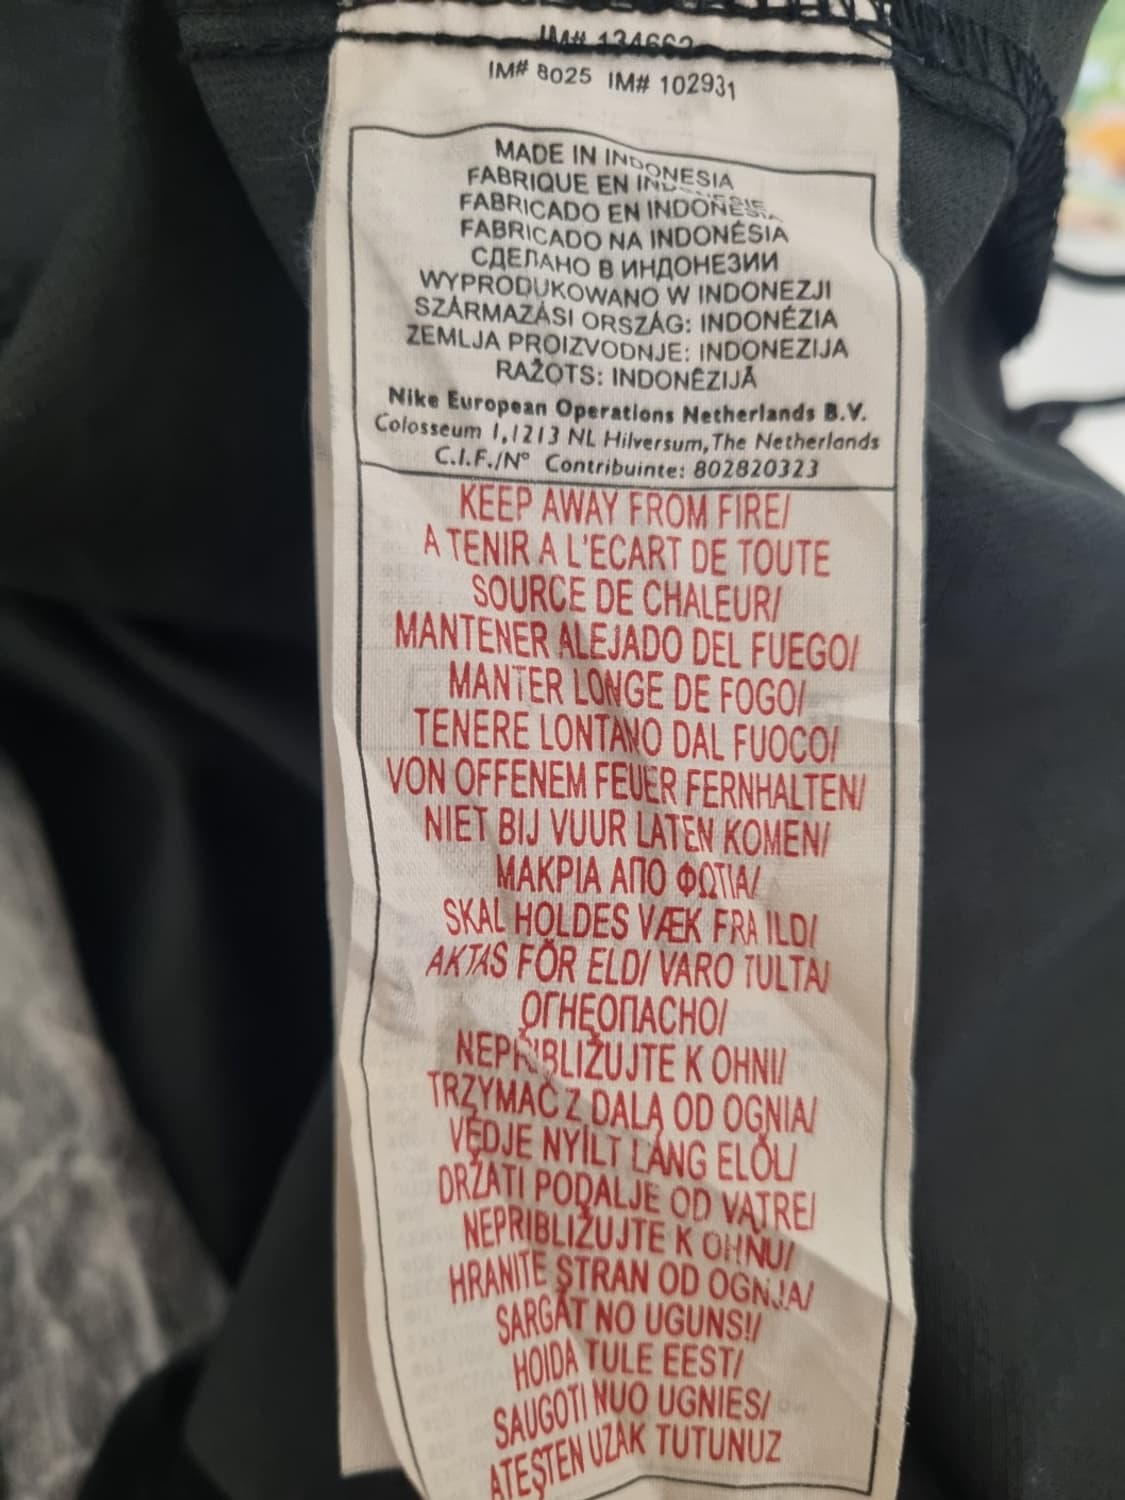 IM# 134662
IM# 8025 IM# 102931
MADE IN INDONESIA
FABRIQUE EN INDONESIE
FABRICADO EN INDONESIA
FABRICADO NA INDONÉSIA
СДЕЛАНО В ИНДОНЕЗИИ
WYPRODUKOWANO W INDONEZJI
SZÁRMAZÁSI ORSZÁG: INDONÉZIA
ZEMLJA PROIZVODNJE: INDONEZIJA
RAŽOTS: INDONĒZIJĀ
Nike European Operations Netherlands B.V.
Colosseum 1, 1213 NL Hilversum, The Netherlands
C.I.F./N° Contribuinte: 802820323
KEEP AWAY FROM FIRE/
A TENIR A L'ECART DE TOUTE
SOURCE DE CHALEUR/
MANTENER ALEJADO DEL FUEGO/
MANTER LONGE DE FOGO/
TENERE LONTANO DAL FUOCO/
VON OFFENEM FEUER FERNHALTEN/
NIET BIJ VUUR LATEN KOMEN/
ΜΑΚΡΙΑ ΑΠΟ ΦΩΤΙΑ/
SKAL HOLDES VÆK FRA ILD/
AKTAS FÖR ELD/ VARO TULTA/
ОГНЕОПАСНО/
NEPŘIBLIŽUJTE K OHNI/
TRZYMAĆ Z DALA OD OGNIA/
VÉDJE NYÍLT LÁNG ELŐL/
DRŽATI PODALJE OD VATRE/
NEPRIBLIŽUJTE K OHŇU/
HRANITE STRAN OD OGNJA/
SARGĀT NO UGUNS!/
HOIDA TULE EEST/
SAUGOTI NUO UGNIES/
ATEŞTEN UZAK TUTUNUZ